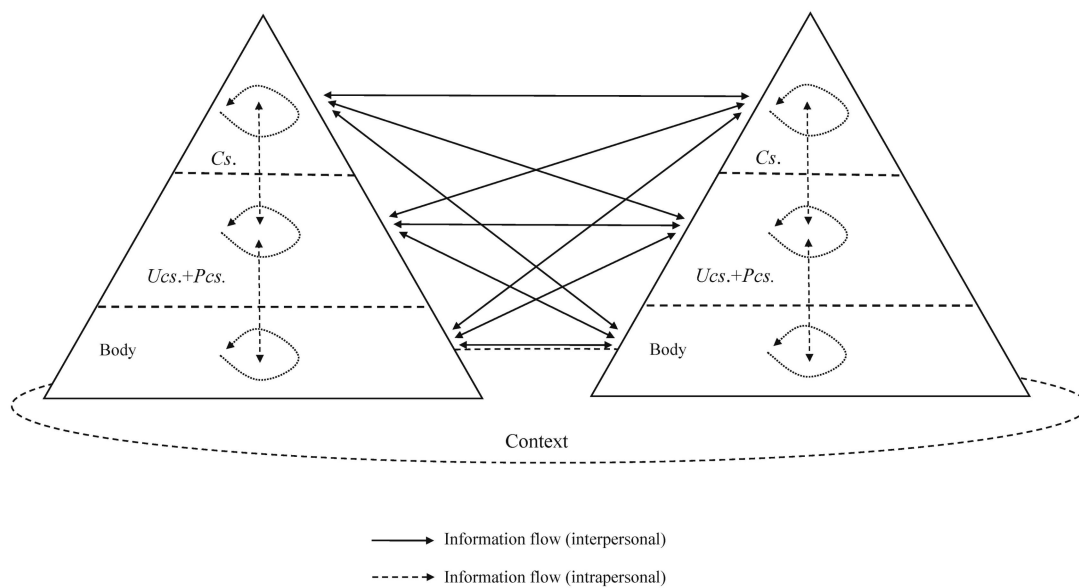 Cs.
Cs.
Ucs.+Pcs.
Ucs.+Pcs.
Body
Body
Context
Information flow (interpersonal)
Information flow (intrapersonal)